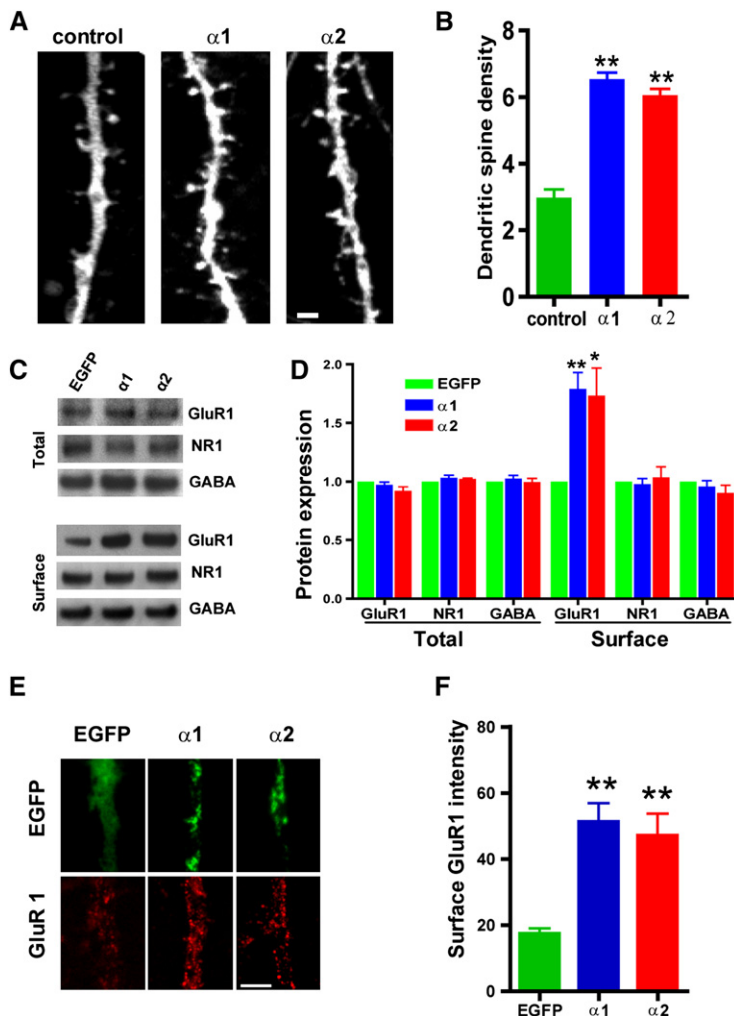 A
control α1 α2
B
Dendritic spine density
8
6
4
2
0
** **
control α1 α2
C
EGFP α1 α2
Total
GluR1
NR1
GABA
Surface
GluR1
NR1
GABA
D
Protein expression
2.0
1.5
1.0
0.5
0.0
EGFP
α1
α2
** *
GluR1 NR1 GABA GluR1 NR1 GABA
Total Surface
E
EGFP α1 α2
EGFP
GluR 1
F
Surface GluR1 intensity
80
60
40
20
0
** **
EGFP α1 α2